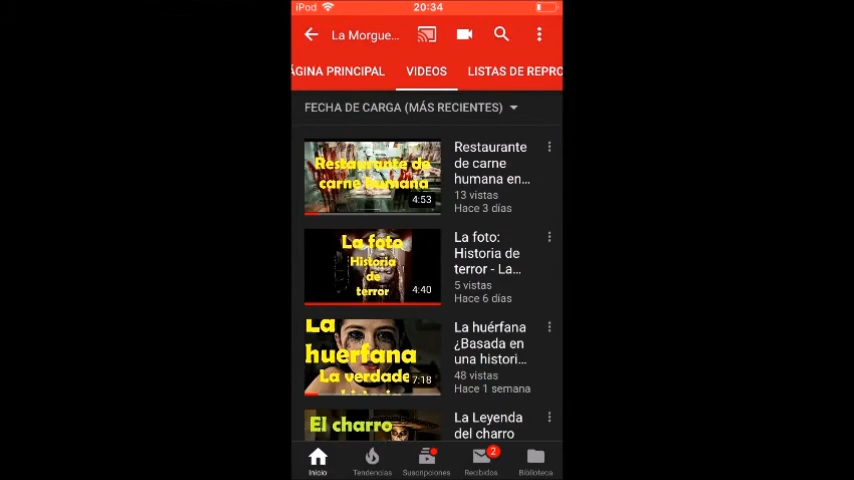 iPod 20:34
La Morgue...
ÁGINA PRINCIPAL VIDEOS LISTAS DE REPRO
FECHA DE CARGA (MÁS RECIENTES)
Restaurante de
carne humana
4:53
Restaurante
de carne
humana en...
13 vistas
Hace 3 días
La foto
Historia
de
terror
4:40
La foto:
Historia de
terror - La...
5 vistas
Hace 6 días
La
huerfana
La verdade
7:18
La huérfana
¿Basada en
una histori...
48 vistas
Hace 1 semana
El charro
La Leyenda
del charro
Inicio Tendencias Suscripciones 2 Recibidos Biblioteca